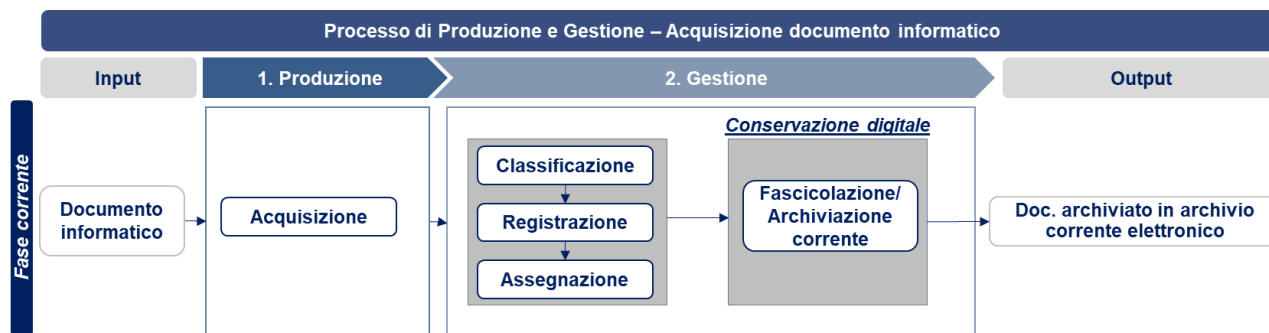 Processo di Produzione e Gestione – Acquisizione documento informatico
Input
1. Produzione
2. Gestione
Output
Fase corrente
Documento
informatico
Acquisizione
Classificazione
Registrazione
Assegnazione
Conservazione digitale
Fascicolazione/
Archiviazione
corrente
Doc. archiviato in archivio
corrente elettronico